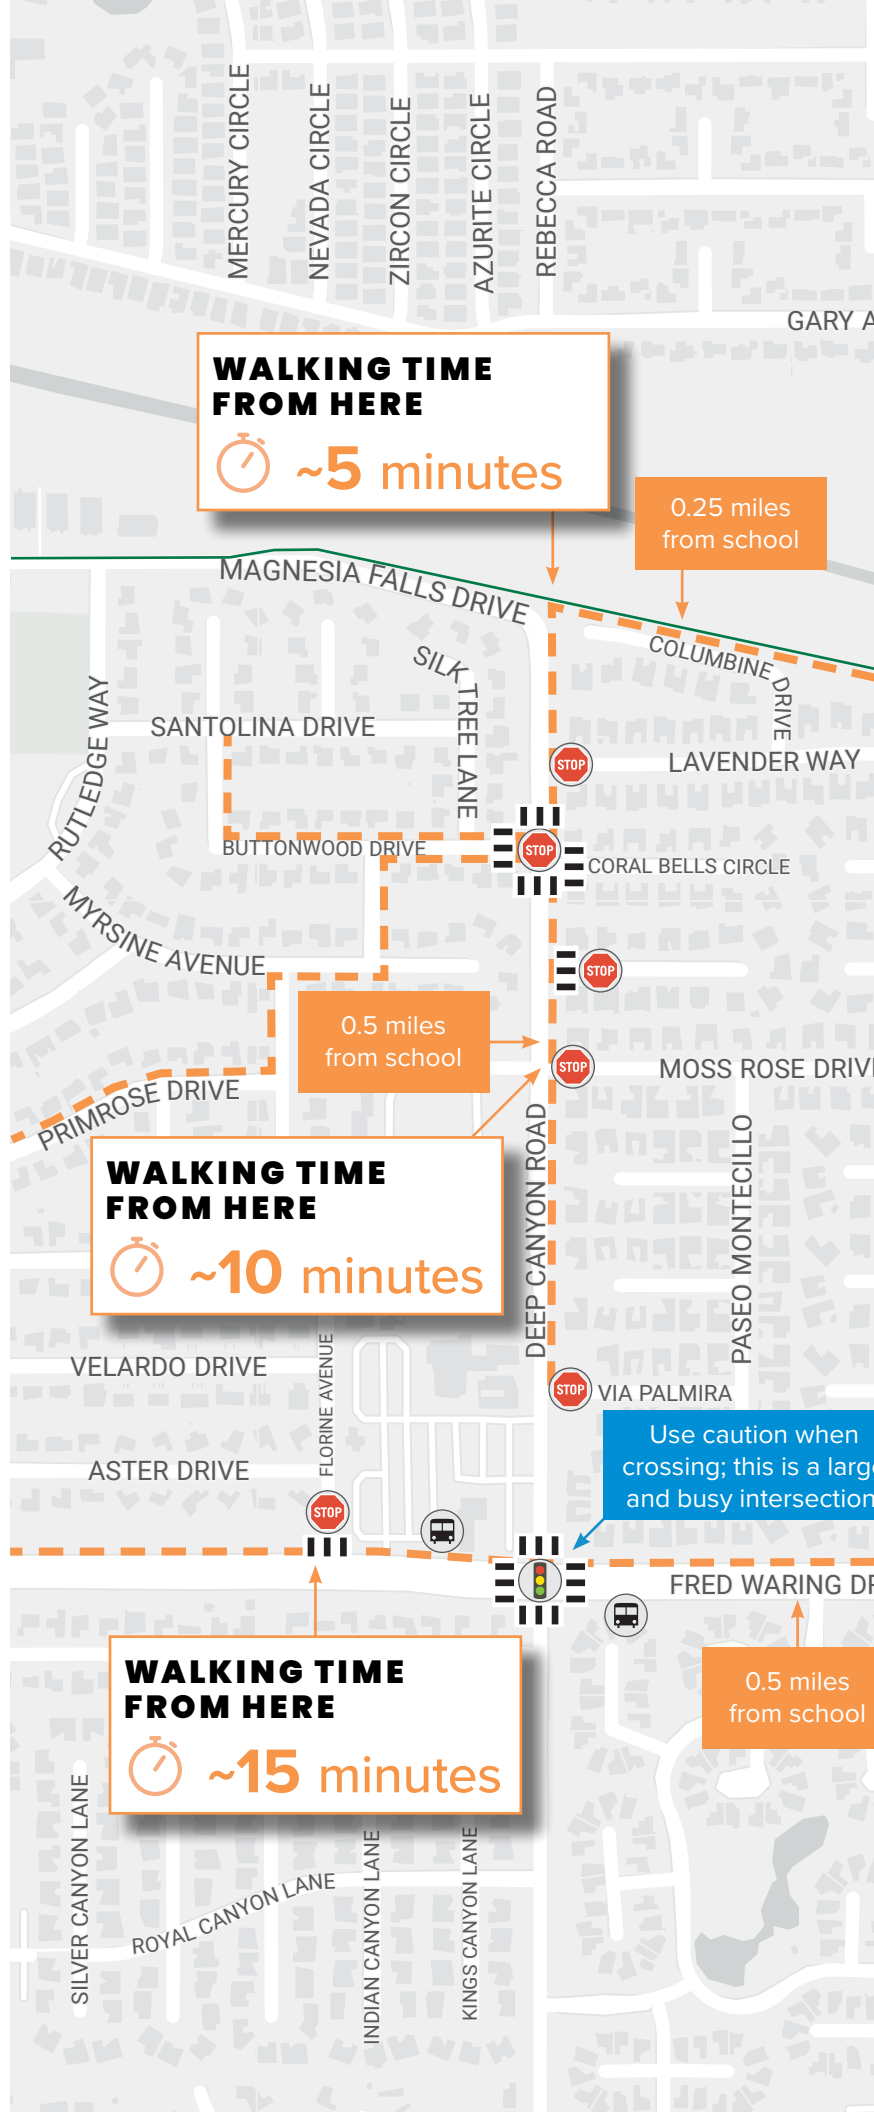 MERCURY CIRCLE
NEVADA CIRCLE
ZIRCON CIRCLE
AZURITE CIRCLE
REBECCA ROAD
GARY A
WALKING TIME
FROM HERE
~5 minutes
0.25 miles
from school
MAGNESIA FALLS DRIVE
COLUMBINE DRIVE
SILK TREE LANE
RUTLEDGE WAY
SANTOLINA DRIVE
STOP
LAVENDER WAY
BUTTONWOOD DRIVE
STOP
CORAL BELLS CIRCLE
MYRSINE AVENUE
STOP
0.5 miles
from school
STOP
MOSS ROSE DRIVE
PRIMROSE DRIVE
DEEP CANYON ROAD
PASEO MONTECILLO
WALKING TIME
FROM HERE
~10 minutes
VELARDO DRIVE
FLORINE AVENUE
STOP
VIA PALMIRA
ASTER DRIVE
Use caution when
crossing; this is a large
and busy intersection
STOP
FRED WARING DR
WALKING TIME
FROM HERE
~15 minutes
0.5 miles
from school
SILVER CANYON LANE
ROYAL CANYON LANE
INDIAN CANYON LANE
KINGS CANYON LANE